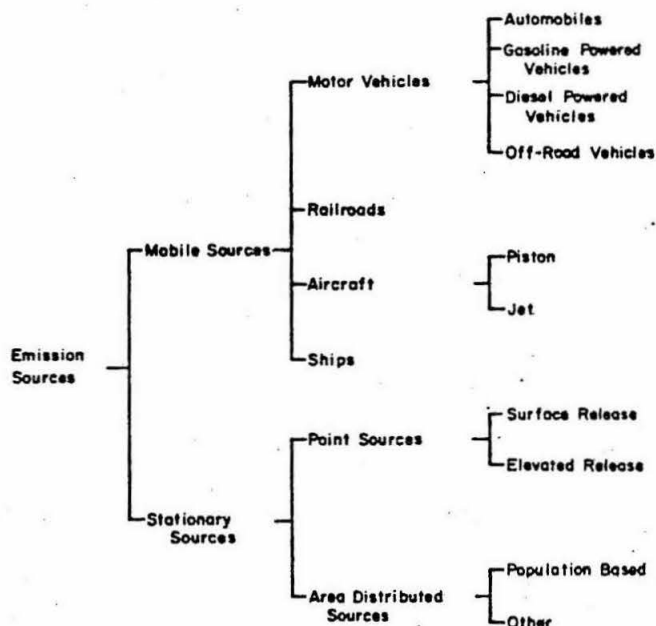 Automobiles
Gasoline Powered
Vehicles
Motor Vehicles
Diesel Powered
Vehicles
Off-Road Vehicles
Railroads
Mobile Sources
Piston
Aircraft
Jet
Emission
Sources
Ships
Surface Release
Point Sources
Elevated Release
Stationary
Sources
Population Based
Area Distributed
Sources
Other